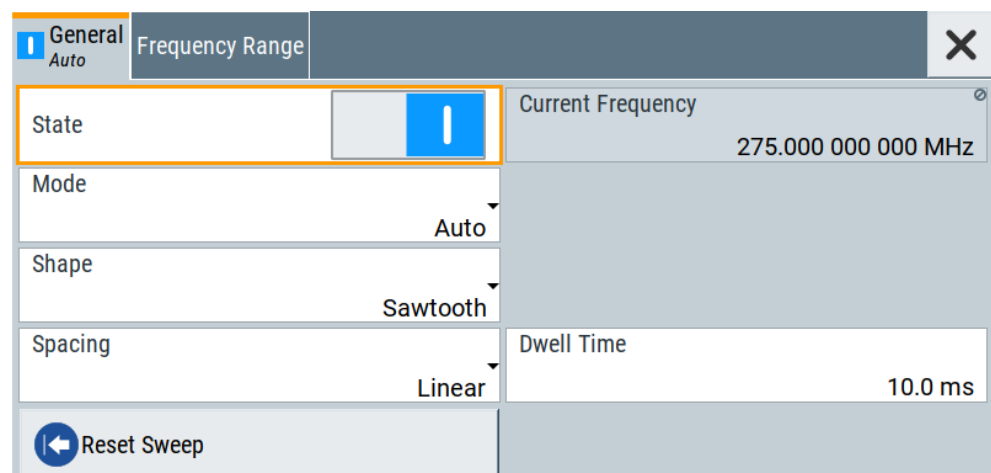 General
Auto
Frequency Range
State
Current Frequency
275.000 000 000 MHz
Mode
Auto
Shape
Sawtooth
Spacing
Linear
Dwell Time
10.0 ms
Reset Sweep